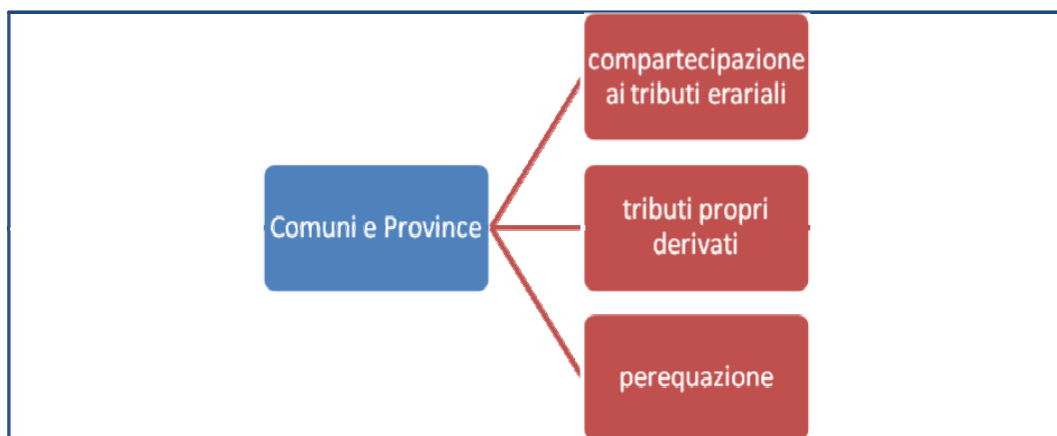 compartecipazione
ai tributi erariali
Comuni e Province
tributi propri
derivati
perequazione